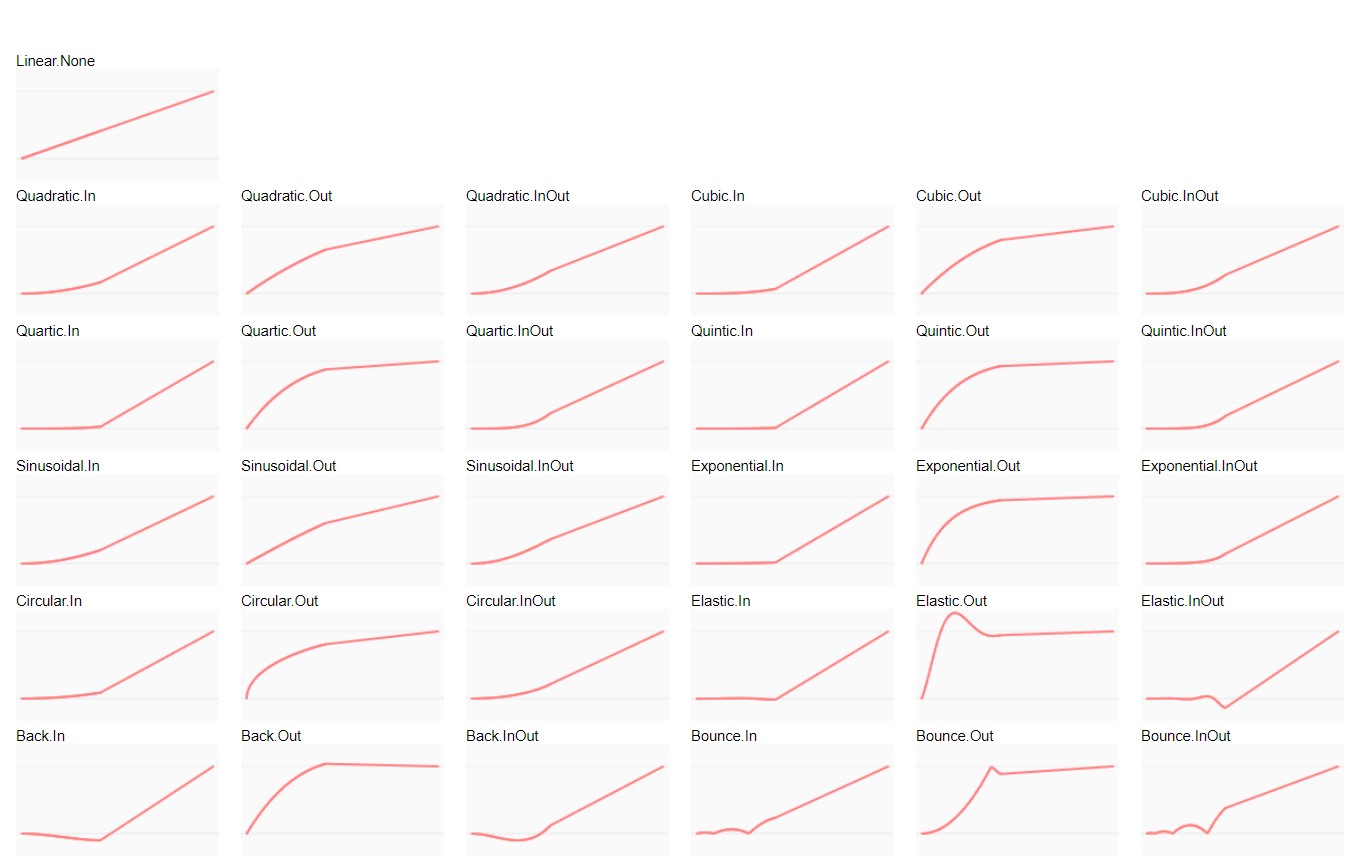 Linear.None
Quadratic.In Quadratic.Out Quadratic.InOut Cubic.In Cubic.Out Cubic.InOut
Quartic.In Quartic.Out Quartic.InOut Quintic.In Quintic.Out Quintic.InOut
Sinusoidal.In Sinusoidal.Out Sinusoidal.InOut Exponential.In Exponential.Out Exponential.InOut
Circular.In Circular.Out Circular.InOut Elastic.In Elastic.Out Elastic.InOut
Back.In Back.Out Back.InOut Bounce.In Bounce.Out Bounce.InOut